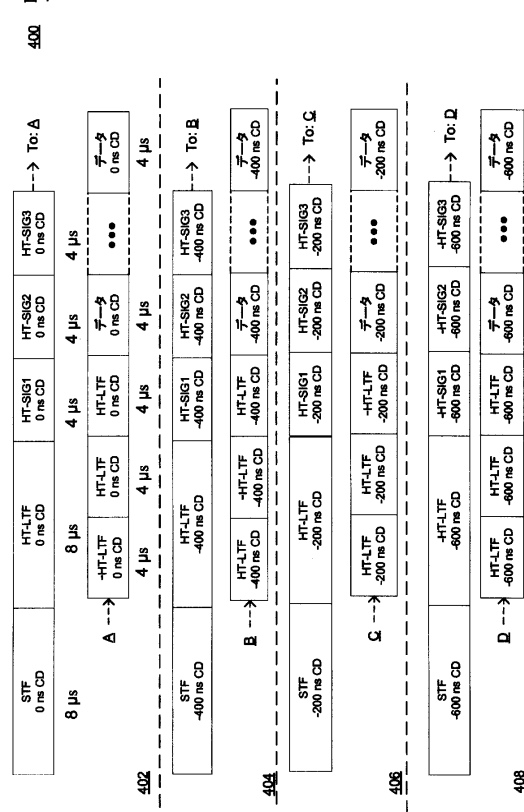 400
STF
0 ns CD
HT-LTF
0 ns CD
HT-SIG1
0 ns CD
HT-SIG2
0 ns CD
HT-SIG3
0 ns CD
To: A
8 µs
8 µs
4 µs
4 µs
4 µs
A
-HT-LTF
0 ns CD
HT-LTF
0 ns CD
HT-LTF
0 ns CD
データ
0 ns CD
•••
データ
0 ns CD
4 µs
4 µs
4 µs
4 µs
4 µs
402
STF
-400 ns CD
HT-LTF
-400 ns CD
HT-SIG1
-400 ns CD
HT-SIG2
-400 ns CD
HT-SIG3
-400 ns CD
To: B
B
HT-LTF
-400 ns CD
-HT-LTF
-400 ns CD
HT-LTF
-400 ns CD
データ
-400 ns CD
•••
データ
-400 ns CD
404
STF
-200 ns CD
HT-LTF
-200 ns CD
HT-SIG1
-200 ns CD
HT-SIG2
-200 ns CD
HT-SIG3
-200 ns CD
To: C
C
HT-LTF
-200 ns CD
HT-LTF
-200 ns CD
-HT-LTF
-200 ns CD
データ
-200 ns CD
•••
データ
-200 ns CD
406
STF
-600 ns CD
-HT-LTF
-600 ns CD
-HT-SIG1
-600 ns CD
-HT-SIG2
-600 ns CD
-HT-SIG3
-600 ns CD
To: D
D
HT-LTF
-600 ns CD
HT-LTF
-600 ns CD
HT-LTF
-600 ns CD
データ
-600 ns CD
•••
データ
-600 ns CD
408